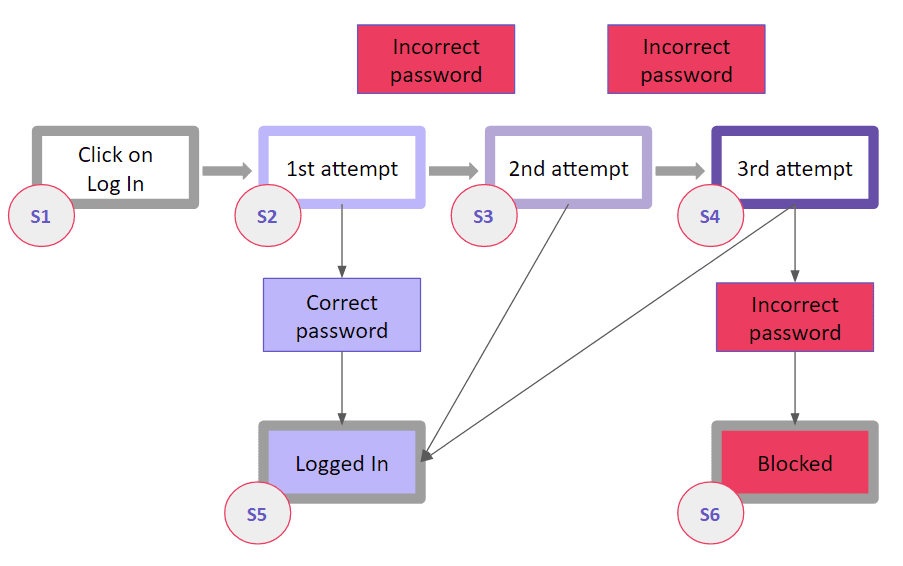 Incorrect
password
Incorrect
password
Click on
Log In
1st attempt
2nd attempt
3rd attempt
S1
S2
S3
S4
Correct
password
Incorrect
password
Logged In
Blocked
S5
S6